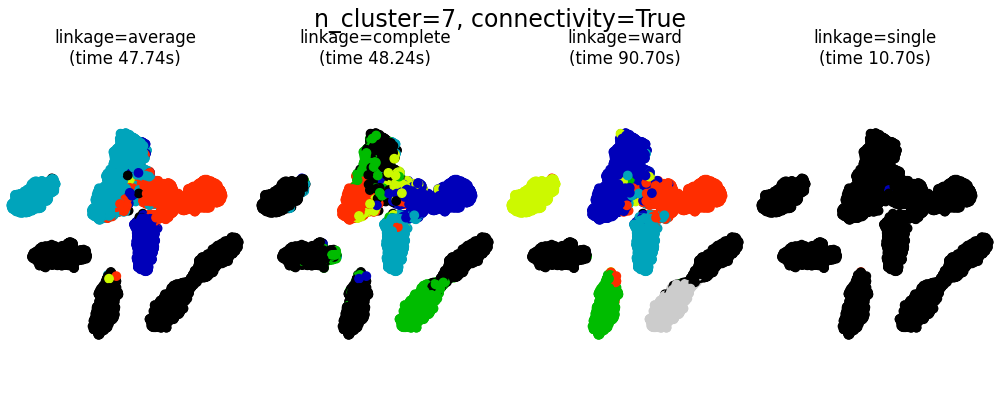 n_cluster=7, connectivity=True
linkage=average
(time 47.74s)
linkage=complete
(time 48.24s)
linkage=ward
(time 90.70s)
linkage=single
(time 10.70s)